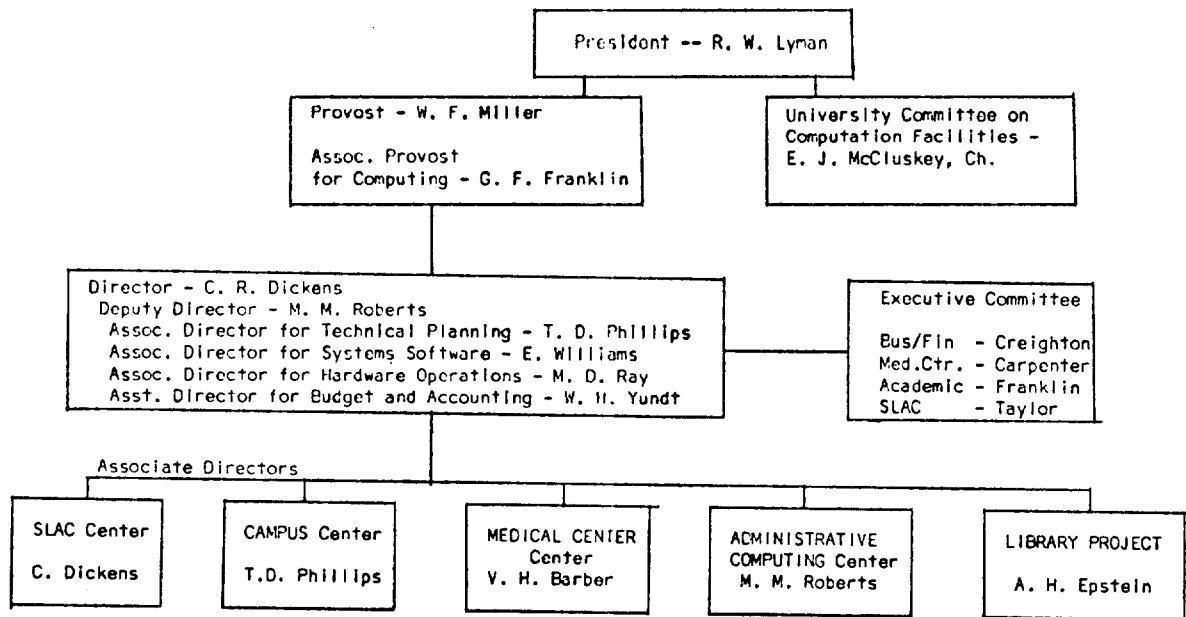 President -- R. W. Lyman
Provost - W. F. Miller
Assoc. Provost
for Computing - G. F. Franklin
University Committee on
Computation Facilities -
E. J. McCluskey, Ch.
Director - C. R. Dickens
Deputy Director - M. M. Roberts
Assoc. Director for Technical Planning - T. D. Phillips
Assoc. Director for Systems Software - E. Williams
Assoc. Director for Hardware Operations - M. D. Ray
Asst. Director for Budget and Accounting - W. H. Yundt
Executive Committee
Bus/Fin - Creighton
Med.Ctr. - Carpenter
Academic - Franklin
SLAC - Taylor
Associate Directors
SLAC Center
C. Dickens
CAMPUS Center
T.D. Phillips
MEDICAL CENTER
Center
V. H. Barber
ADMINISTRATIVE
COMPUTING Center
M. M. Roberts
LIBRARY PROJECT
A. H. Epstein